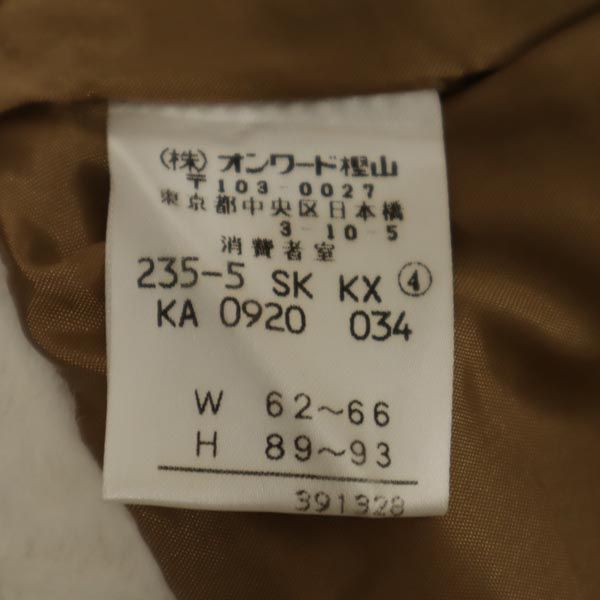 (株)オンワード樫山
〒103-0027
東京都中央区日本橋
3-10-5
消費者室
235-5 SK KX ④
KA 0920 034
W 62~66
H 89~93
391328